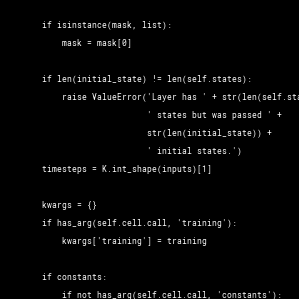 if isinstance(mask, list):
mask = mask[0]
if len(initial_state) != len(self.states):
raise ValueError('Layer has ' + str(len(self.sta
' states but was passed ' +
str(len(initial_state)) +
' initial states.')
timesteps = K.int_shape(inputs)[1]
kwargs = {}
if has_arg(self.cell.call, 'training'):
kwargs['training'] = training
if constants:
if not has_arg(self.cell.call, 'constants'):